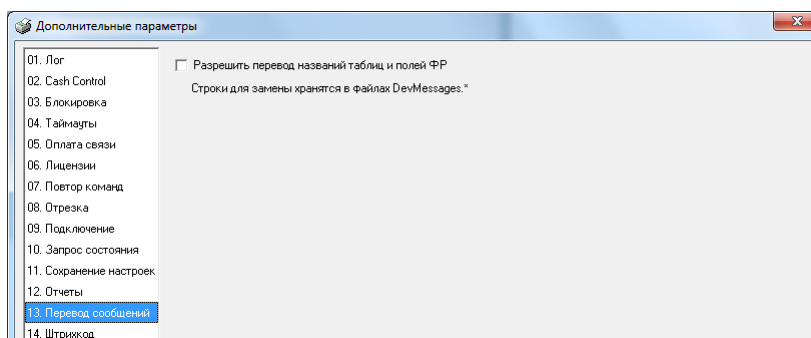 Дополнительные параметры
01. Лог
02. Cash Control
03. Блокировка
04. Таймауты
05. Оплата связи
06. Лицензии
07. Повтор команд
08. Отрезка
09. Подключение
10. Запрос состояния
11. Сохранение настроек
12. Отчеты
13. Перевод сообщений
14. Штрихкод
Разрешить перевод названий таблиц и полей ФР
Строки для замены хранятся в файлах DevMessages.*